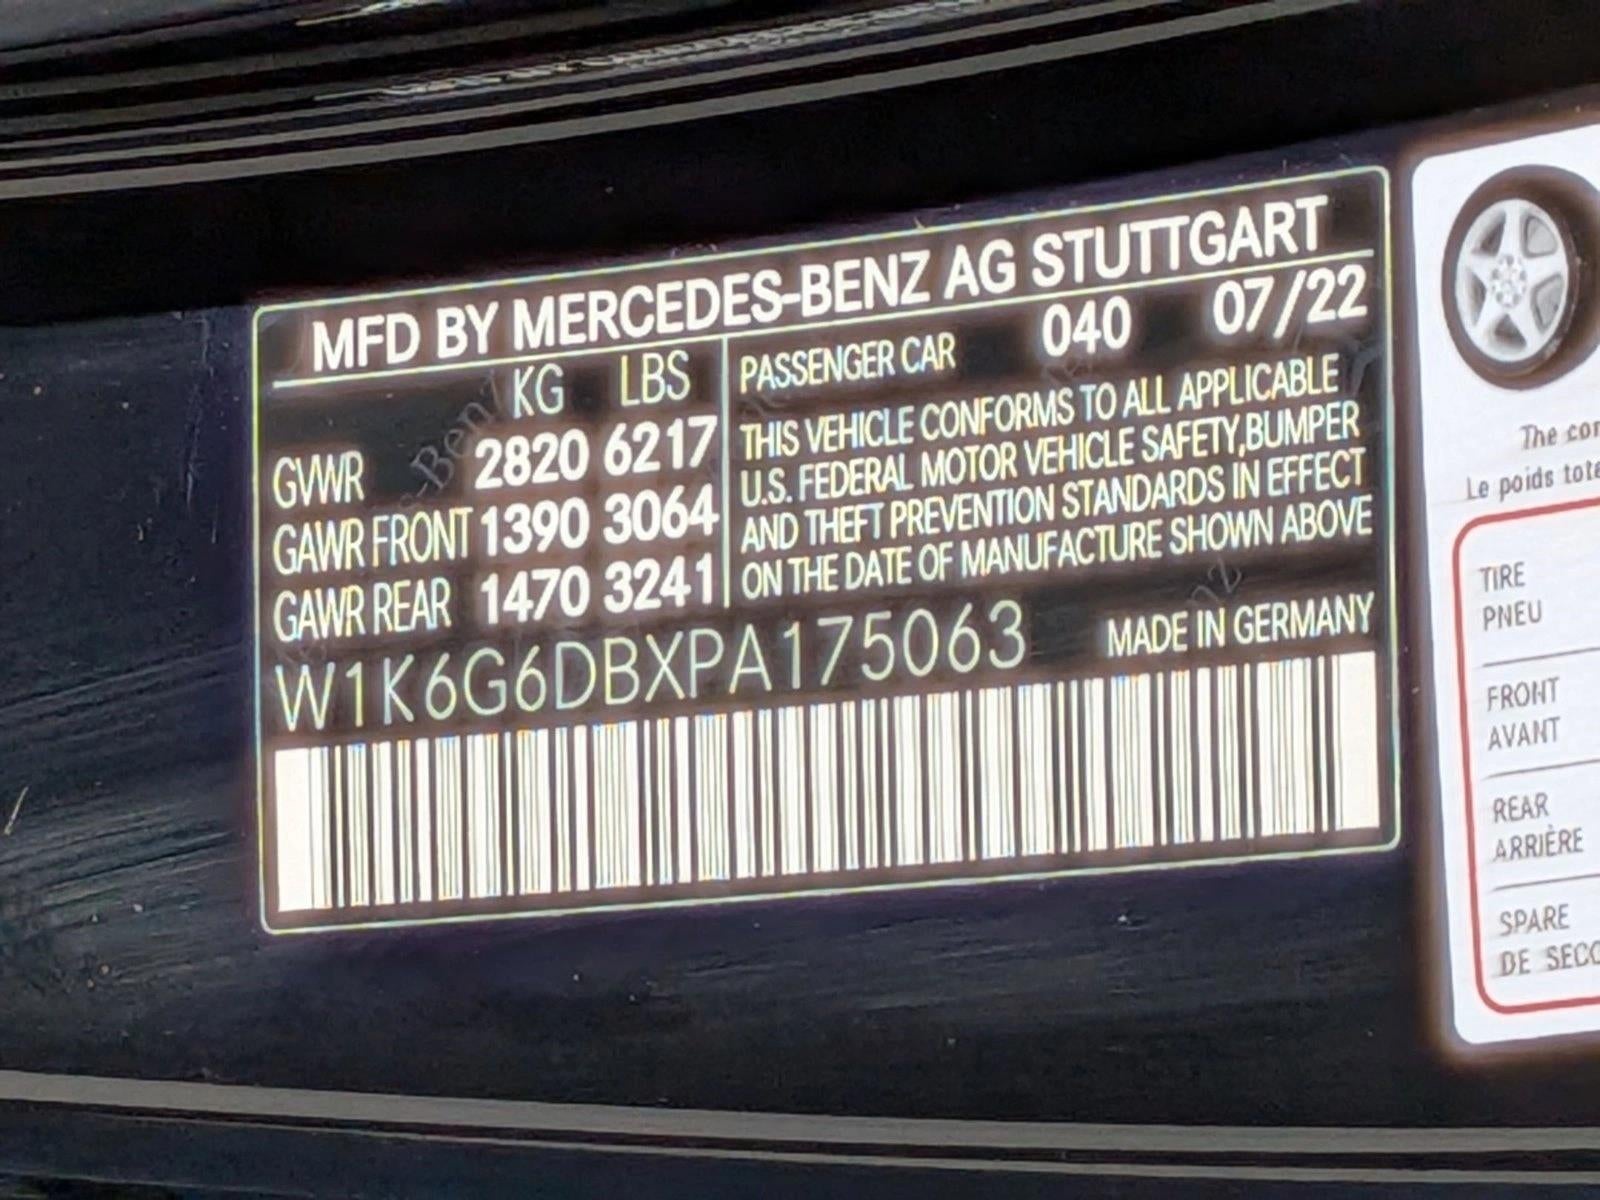 MFD BY MERCEDES-BENZ AG STUTTGART
KG LBS
GVWR 2820 6217
GAWR FRONT 1390 3064
GAWR REAR 1470 3241
PASSENGER CAR 040 07/22
THIS VEHICLE CONFORMS TO ALL APPLICABLE
U.S. FEDERAL MOTOR VEHICLE SAFETY,BUMPER
AND THEFT PREVENTION STANDARDS IN EFFECT
ON THE DATE OF MANUFACTURE SHOWN ABOVE
W1K6G6DBXPA175063 MADE IN GERMANY
The com
Le poids tota
TIRE
PNEU
FRONT
AVANT
REAR
ARRIÈRE
SPARE
DE SECO